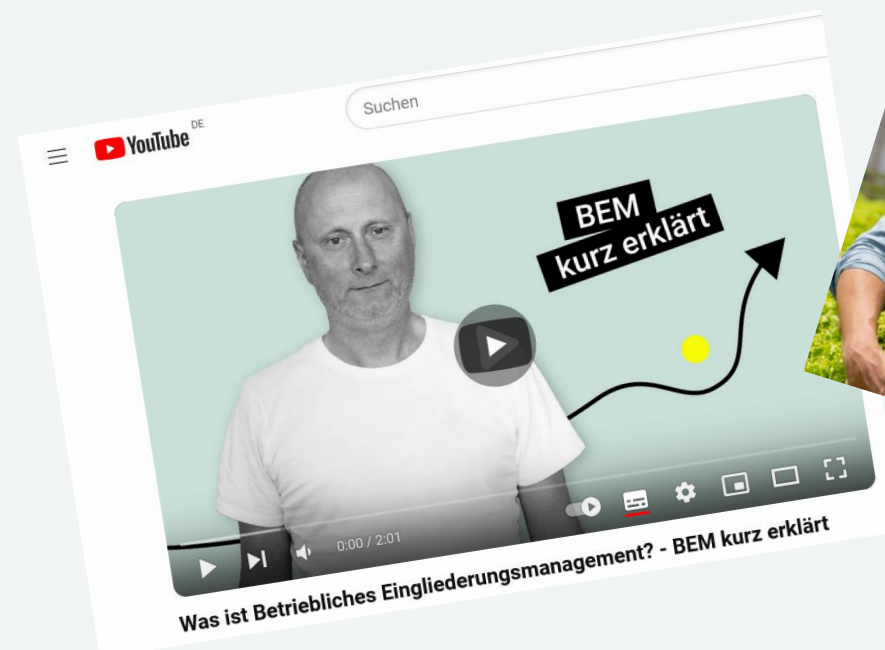 YouTube DE
Suchen
BEM
kurz erklärt
0:00 / 2:01
Was ist Betriebliches Eingliederungsmanagement? - BEM kurz erklärt